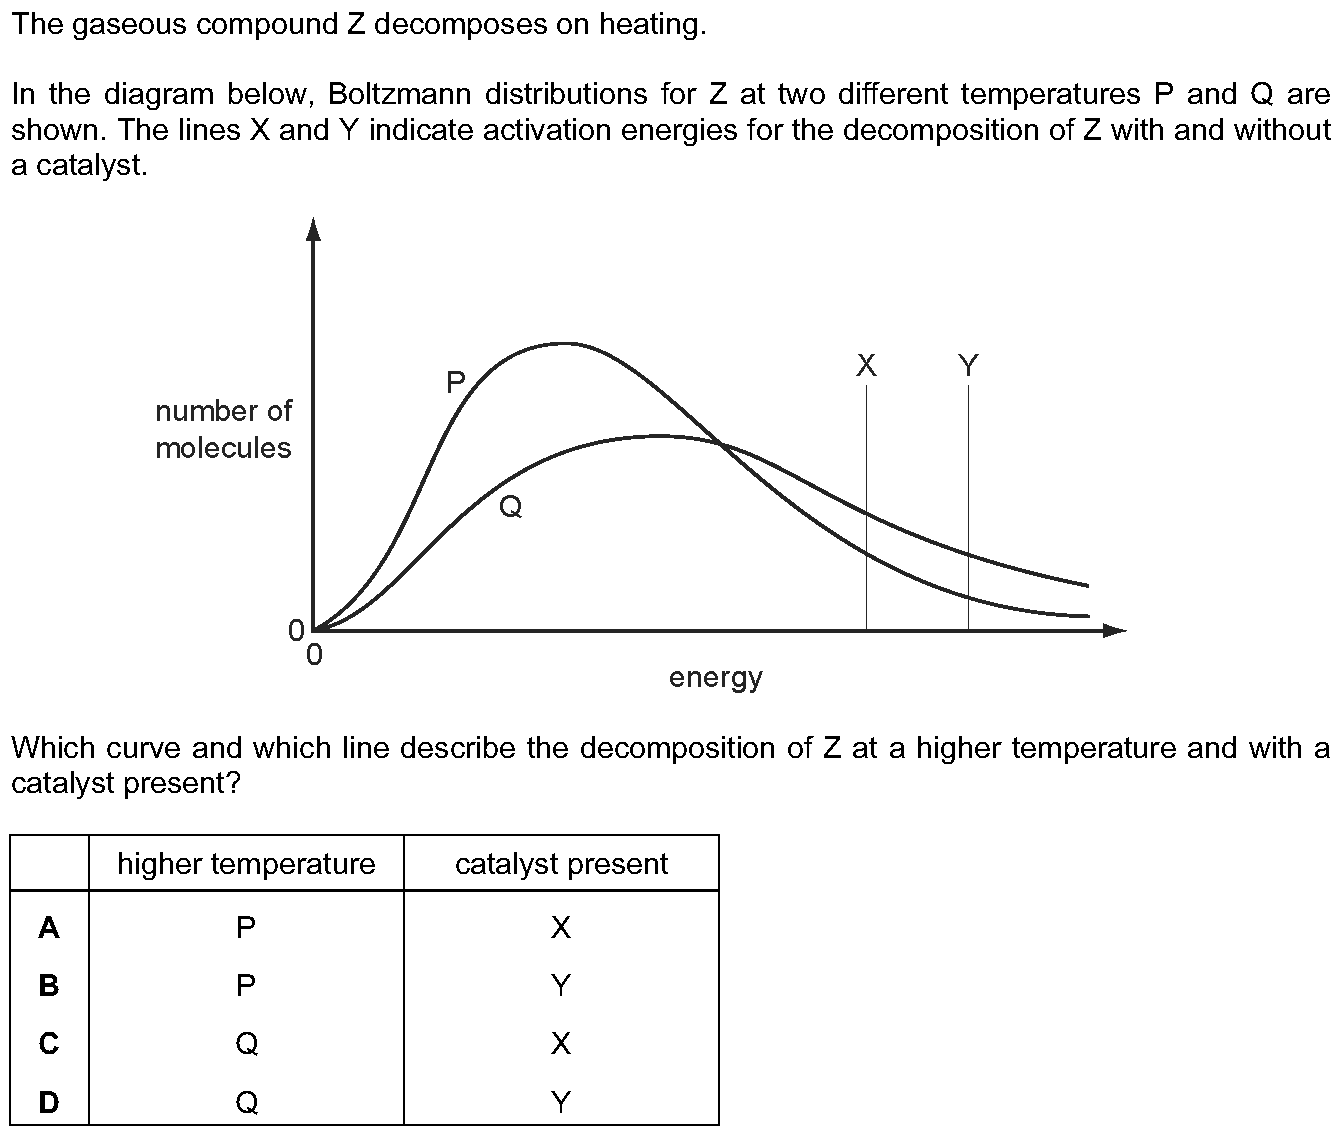 The gaseous compound Z decomposes on heating.
In the diagram below, Boltzmann distributions for Z at two different temperatures P and Q are
shown. The lines X and Y indicate activation energies for the decomposition of Z with and without
a catalyst.
X Y
P
number of
molecules
Q
0
0
energy
Which curve and which line describe the decomposition of Z at a higher temperature and with a
catalyst present?
higher temperature catalyst present
A P X
B P Y
C Q X
D Q Y